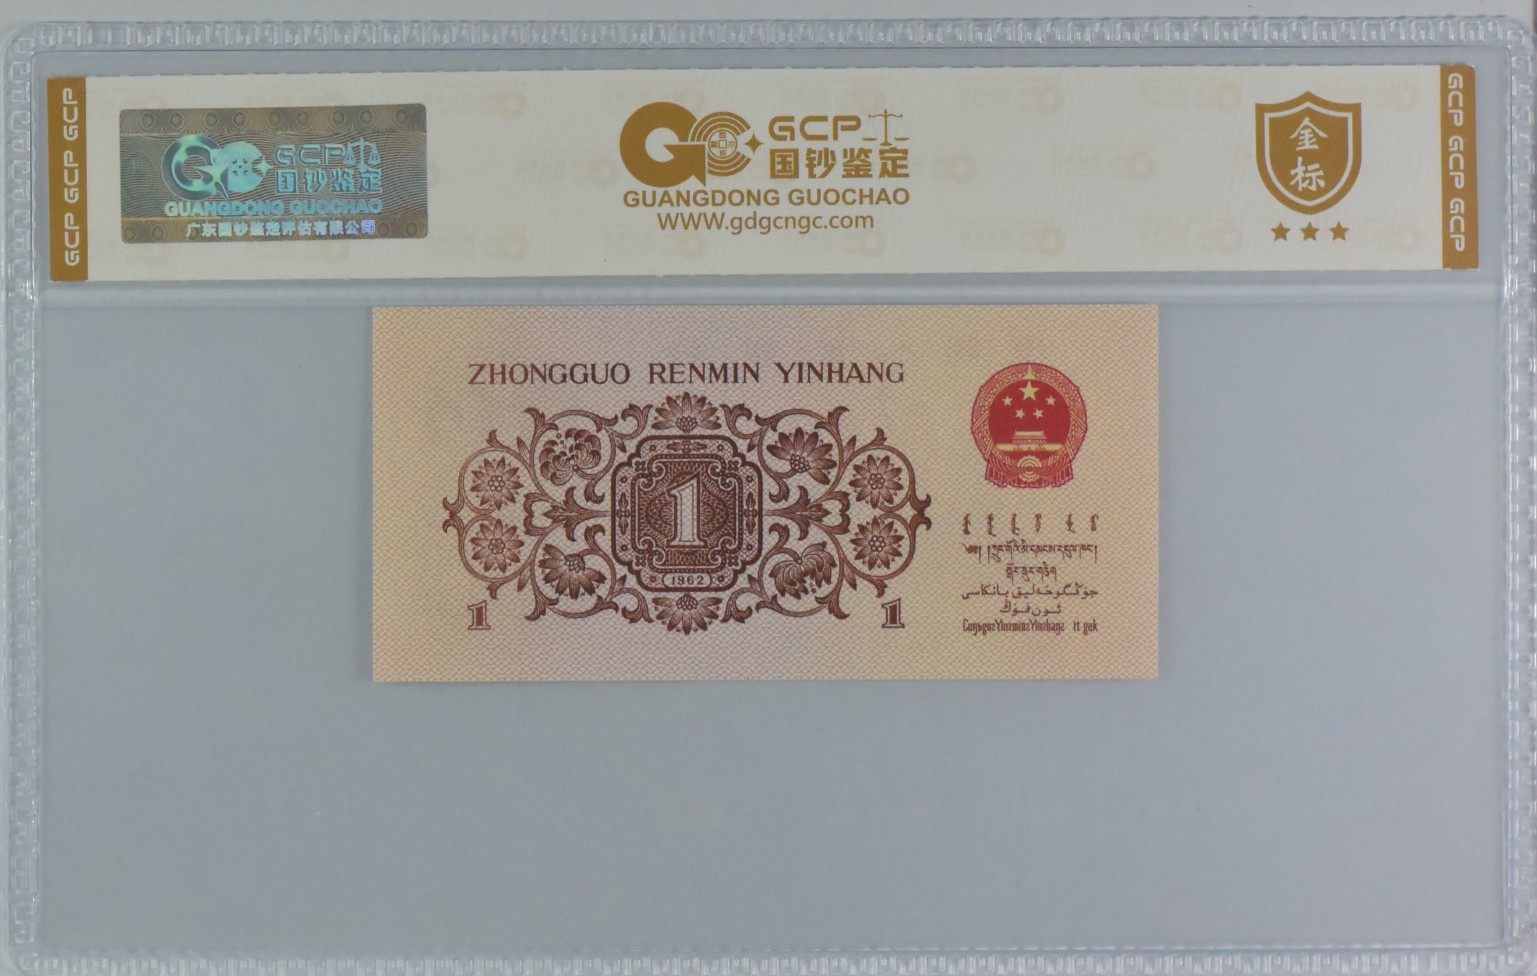 GCP GCP GCP
GCP
国钞鉴定
GUANGDONG GUOCHAO
广东国钞鉴定评估有限公司
GCP
国钞鉴定
GUANGDONG GUOCHAO
WWW.gdgcngc.com
金
标
GCP GCP GCP
ZHONGGUO RENMIN YINHANG
1
1962
1
1
جۇڭگوخەلىق بانكاسى